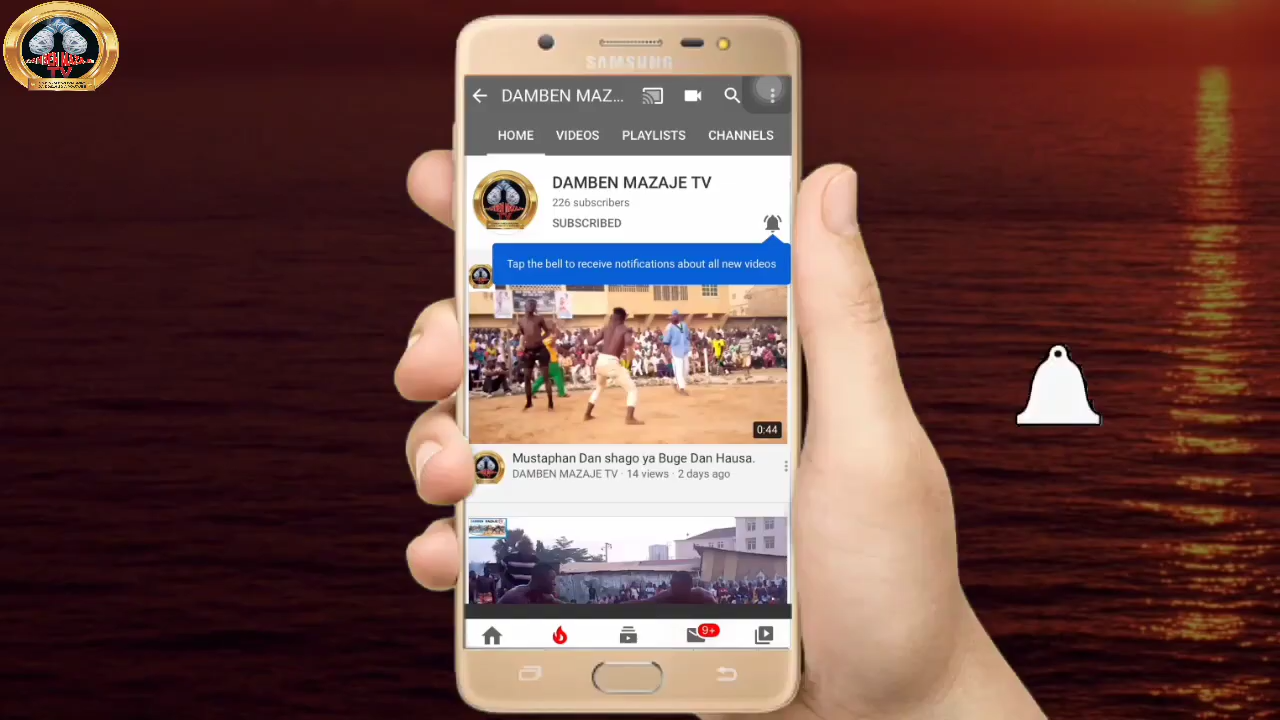 SAMSUNG
DAMBEN MAZ...
HOME VIDEOS PLAYLISTS CHANNELS
DAMBEN MAZAJE TV
226 subscribers
SUBSCRIBED
Tap the bell to receive notifications about all new videos
0:44
Mustaphan Dan shago ya Buge Dan Hausa.
DAMBEN MAZAJE TV · 14 views · 2 days ago
9+